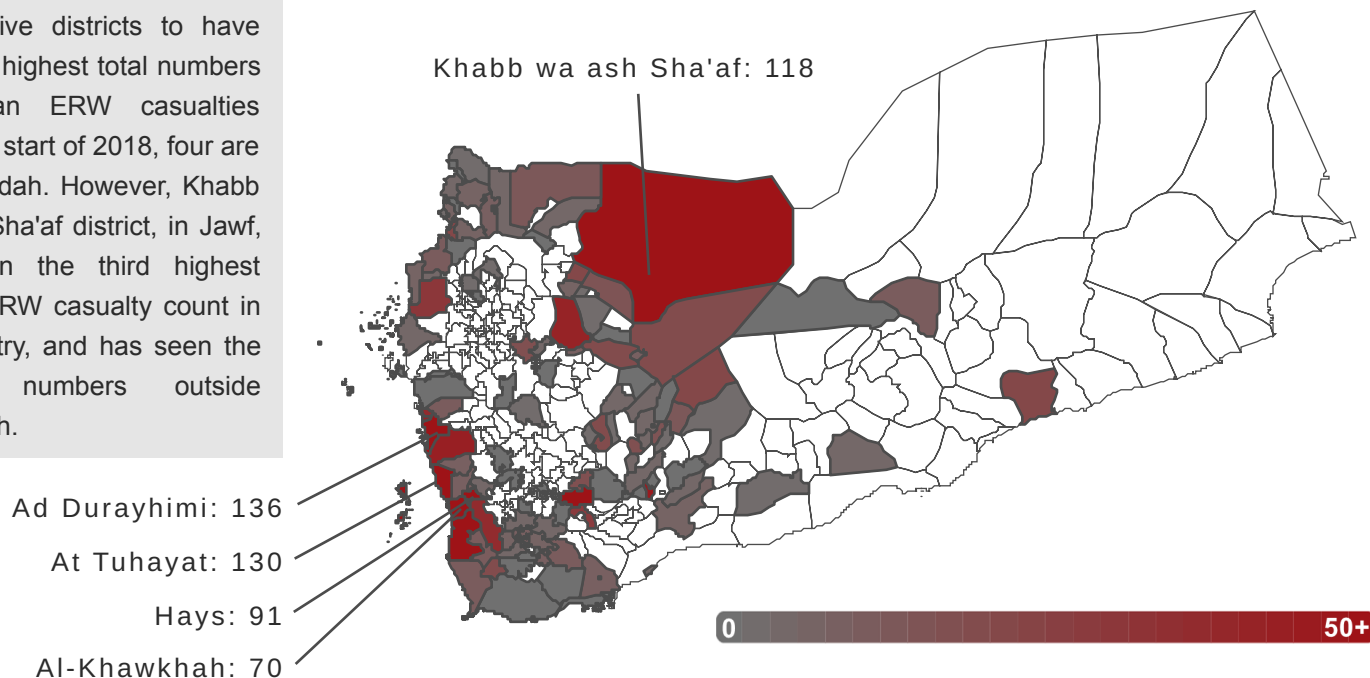 ive districts to have
highest total numbers
an ERW casualties
start of 2018, four are
dah. However, Khabb
Sha'af district, in Jawf,
n the third highest
ERW casualty count in
try, and has seen the
numbers outside
h.
Khabb wa ash Sha'af: 118
Ad Durayhimi: 136
At Tuhayat: 130
Hays: 91
Al-Khawkhah: 70
0
50+